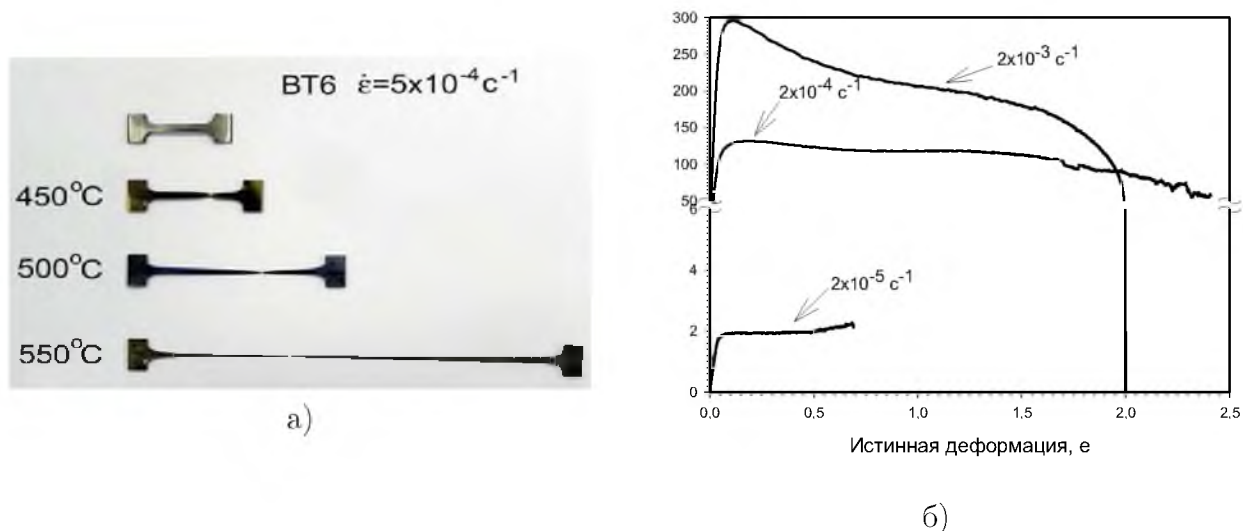 ВТ6 ε̇=5x10⁻⁴c⁻¹
450°C
500°C
550°C
а)
300
250
200
150
100
50
6
4
2
0
2x10⁻³ c⁻¹
2x10⁻⁴ c⁻¹
2x10⁻⁵ c⁻¹
0,0 0,5 1,0 1,5 2,0 2,5
Истинная деформация, е
б)